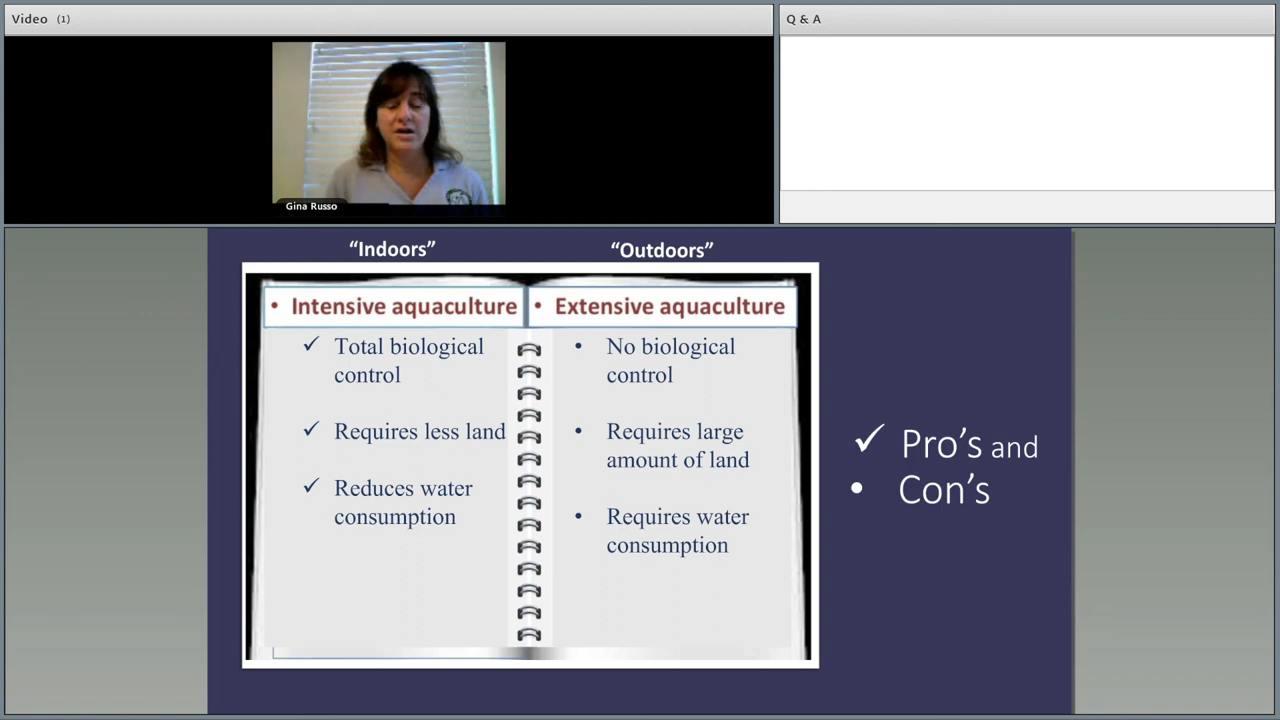 Video (1)
Q & A
Gina Russo
“Indoors”
“Outdoors”
• Intensive aquaculture
• Extensive aquaculture
✓ Total biological
control
✓ Requires less land
✓ Reduces water
consumption
• No biological
control
• Requires large
amount of land
• Requires water
consumption
✓ Pro’s and
• Con’s